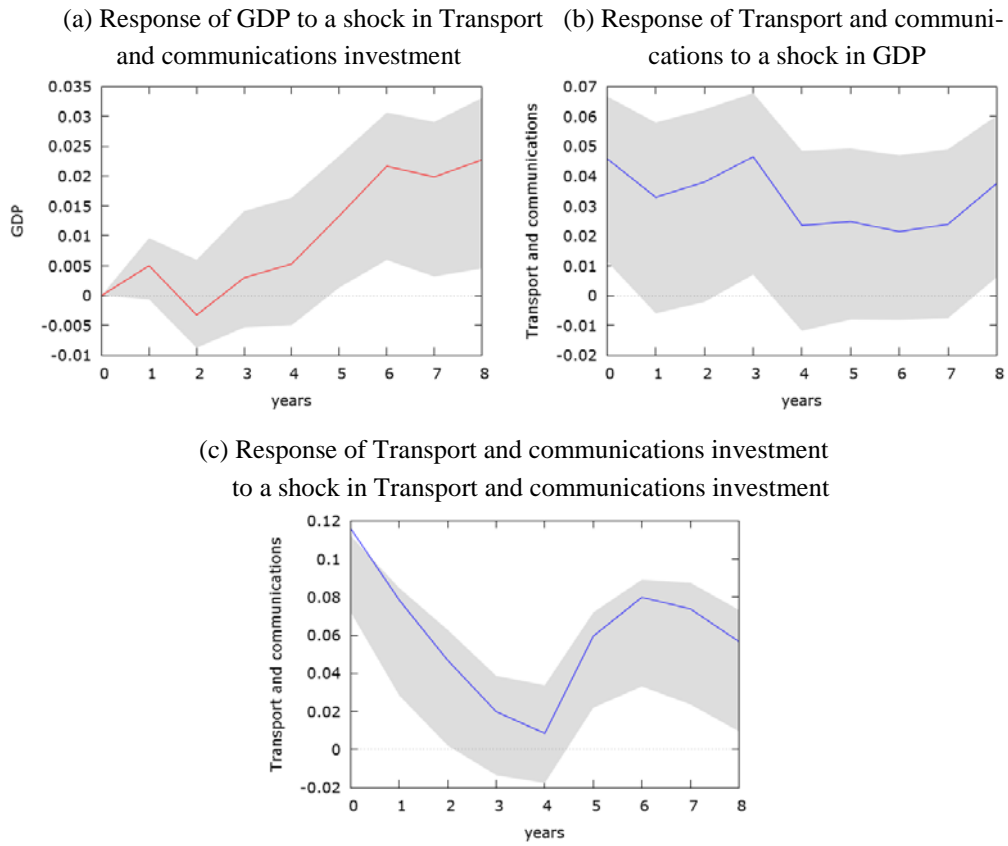 (a) Response of GDP to a shock in Transport
and communications investment
(b) Response of Transport and communi-
cations to a shock in GDP
0.035
0.03
0.025
0.02
0.015
0.01
0.005
0
-0.005
-0.01
GDP
0 1 2 3 4 5 6 7 8
years
0.07
0.06
0.05
0.04
0.03
0.02
0.01
0
-0.01
-0.02
Transport and communications
0 1 2 3 4 5 6 7 8
years
(c) Response of Transport and communications investment
to a shock in Transport and communications investment
0.12
0.1
0.08
0.06
0.04
0.02
0
-0.02
Transport and communications
0 1 2 3 4 5 6 7 8
years